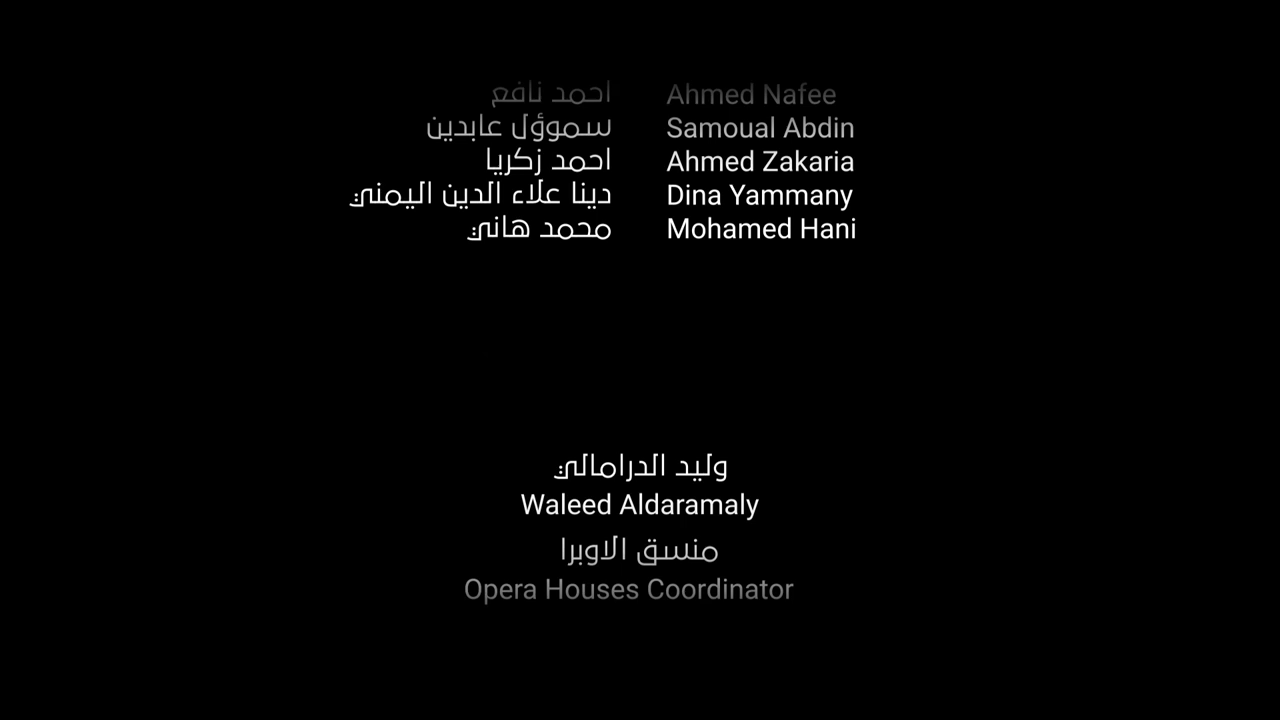 احمد نافع Ahmed Nafee
سموؤل عابدين Samoual Abdin
احمد زكريا Ahmed Zakaria
دينا علاء الدين اليمني Dina Yammany
محمد هاني Mohamed Hani
وليد الدرامالي
Waleed Aldaramaly
منسق الاوبرا
Opera Houses Coordinator